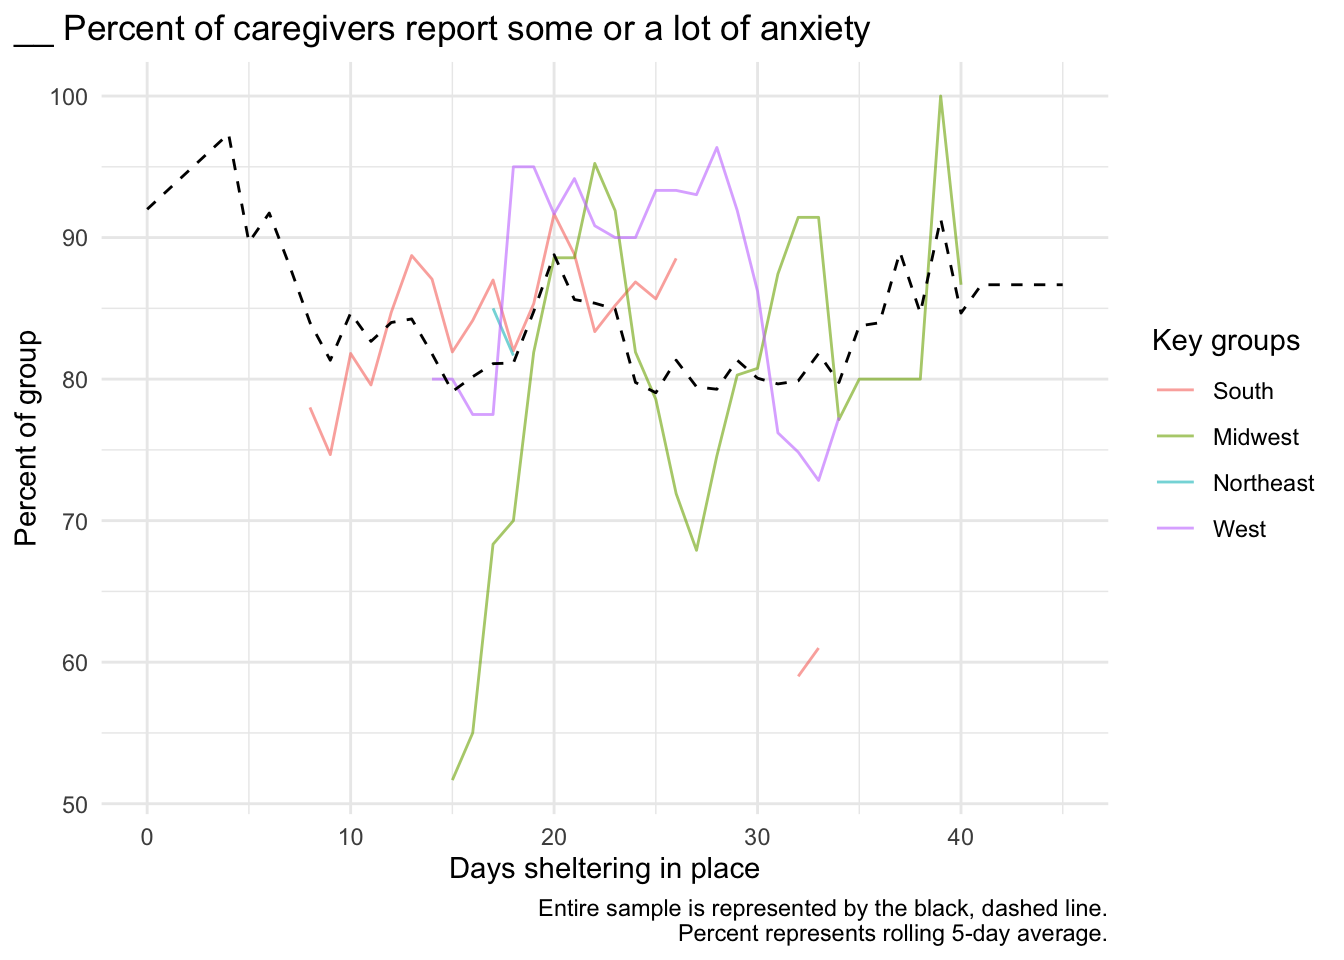 __ Percent of caregivers report some or a lot of anxiety
Percent of group
100
90
80
70
60
50
0 10 20 30 40
Days sheltering in place
Key groups
South
Midwest
Northeast
West
Entire sample is represented by the black, dashed line.
Percent represents rolling 5-day average.